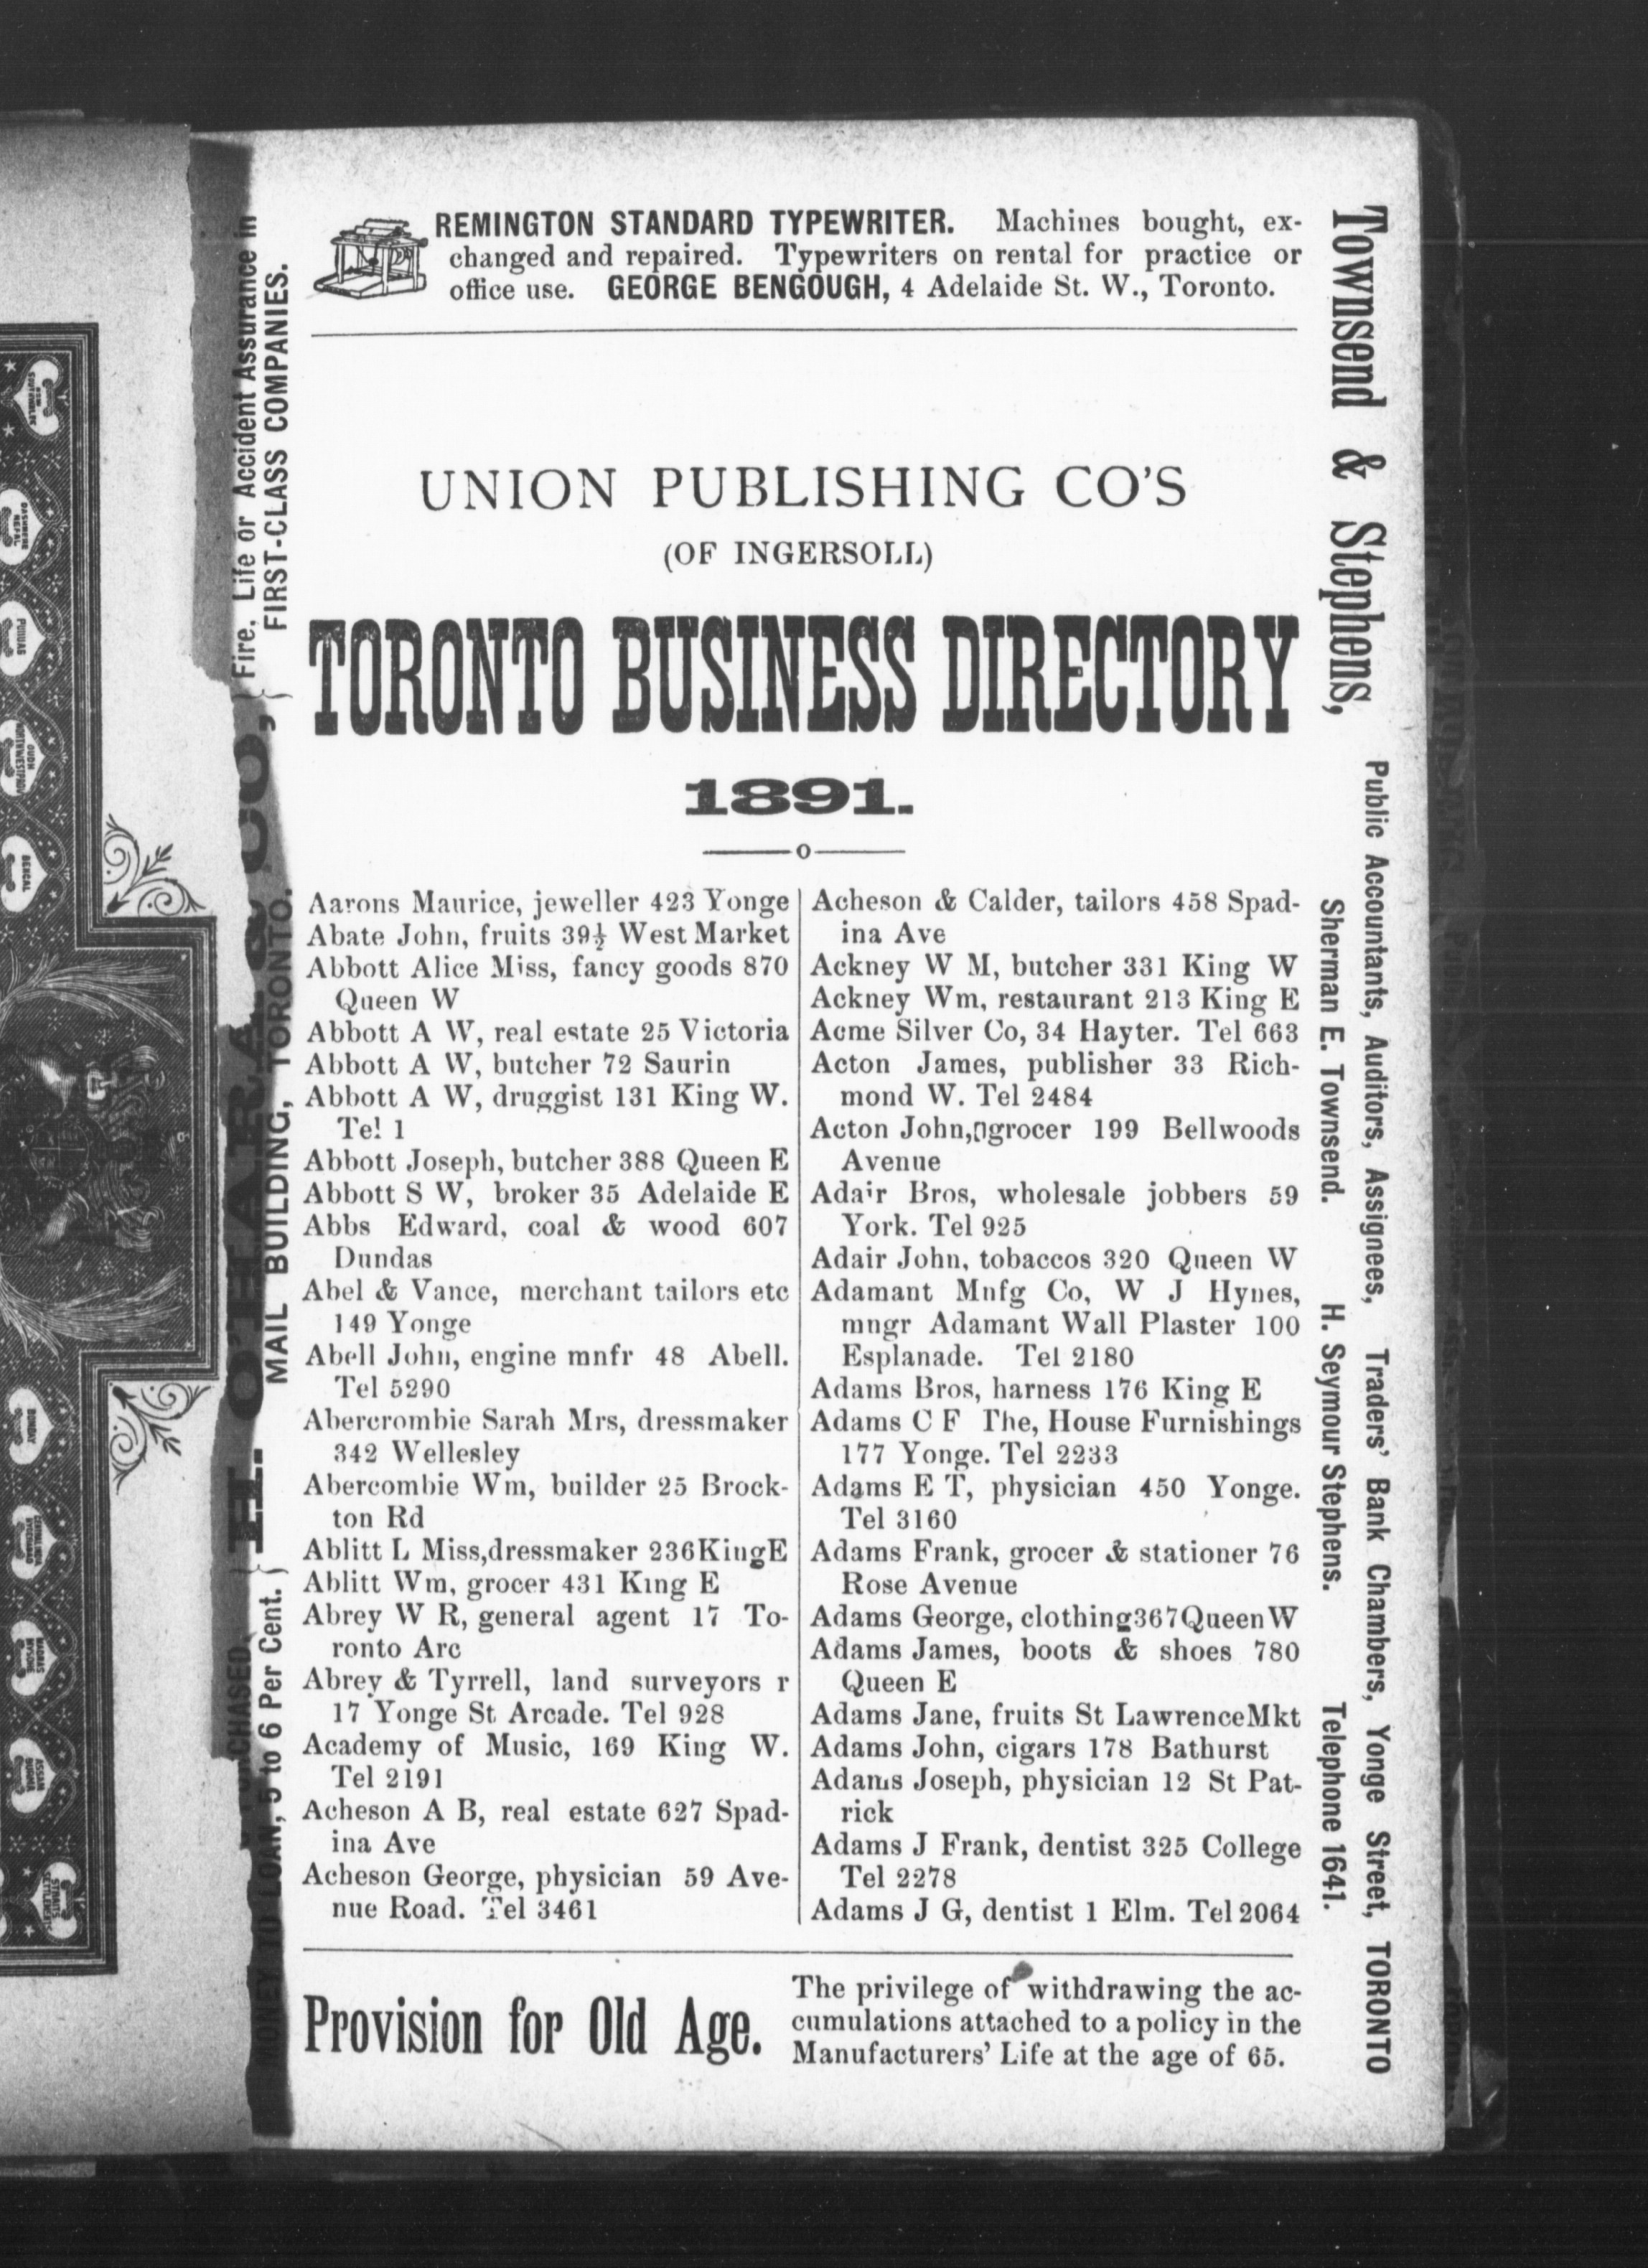 REMINGTON STANDARD TYPEWRITER. Machines bought, ex-
changed and repaired. Typewriters on rental for practice or
office use. GEORGE BENGOUGH, 4 Adelaide St. W., Toronto.
UNION PUBLISHING CO'S
(OF INGERSOLL)
TORONTO BUSINESS DIRECTORY
1891.
Aarons Maurice, jeweller 423 Yonge
Abate John, fruits 39½ West Market
Abbott Alice Miss, fancy goods 870
Queen W
Abbott A W, real estate 25 Victoria
Abbott A W, butcher 72 Saurin
Abbott A W, druggist 131 King W.
Tel 1
Abbott Joseph, butcher 388 Queen E
Abbott S W, broker 35 Adelaide E
Abbs Edward, coal & wood 607
Dundas
Abel & Vance, merchant tailors etc
149 Yonge
Abell John, engine mnfr 48 Abell.
Tel 5290
Abercrombie Sarah Mrs, dressmaker
342 Wellesley
Abercombie Wm, builder 25 Brock-
ton Rd
Ablitt L Miss,dressmaker 236KingE
Ablitt Wm, grocer 431 King E
Abrey W R, general agent 17 To-
ronto Arc
Abrey & Tyrrell, land surveyors r
17 Yonge St Arcade. Tel 928
Academy of Music, 169 King W.
Tel 2191
Acheson A B, real estate 627 Spad-
ina Ave
Acheson George, physician 59 Ave-
nue Road. Tel 3461
Acheson & Calder, tailors 458 Spad-
ina Ave
Ackney W M, butcher 331 King W
Ackney Wm, restaurant 213 King E
Acme Silver Co, 34 Hayter. Tel 663
Acton James, publisher 33 Rich-
mond W. Tel 2484
Acton John, grocer 199 Bellwoods
Avenue
Adair Bros, wholesale jobbers 59
York. Tel 925
Adair John, tobaccos 320 Queen W
Adamant Mnfg Co, W J Hynes,
mngr Adamant Wall Plaster 100
Esplanade. Tel 2180
Adams Bros, harness 176 King E
Adams C F The, House Furnishings
177 Yonge. Tel 2233
Adams E T, physician 450 Yonge.
Tel 3160
Adams Frank, grocer & stationer 76
Rose Avenue
Adams George, clothing367QueenW
Adams James, boots & shoes 780
Queen E
Adams Jane, fruits St LawrenceMkt
Adams John, cigars 178 Bathurst
Adams Joseph, physician 12 St Pat-
rick
Adams J Frank, dentist 325 College
Tel 2278
Adams J G, dentist 1 Elm. Tel 2064
Provision for Old Age.
The privilege of withdrawing the ac-
cumulations attached to a policy in the
Manufacturers' Life at the age of 65.
Townsend & Stephens,
Public Accountants, Auditors, Assignees, Traders' Bank Chambers, Yonge Street, TORONTO
Sherman E. Townsend. H. Seymour Stephens. Telephone 1641.
H. O'HARA & CO,
Fire, Life or Accident Assurance in
FIRST-CLASS COMPANIES.
MAIL BUILDING, TORONTO.
MONEY TO LOAN, 5 to 6 Per Cent.
BENGAL
BOMBAY